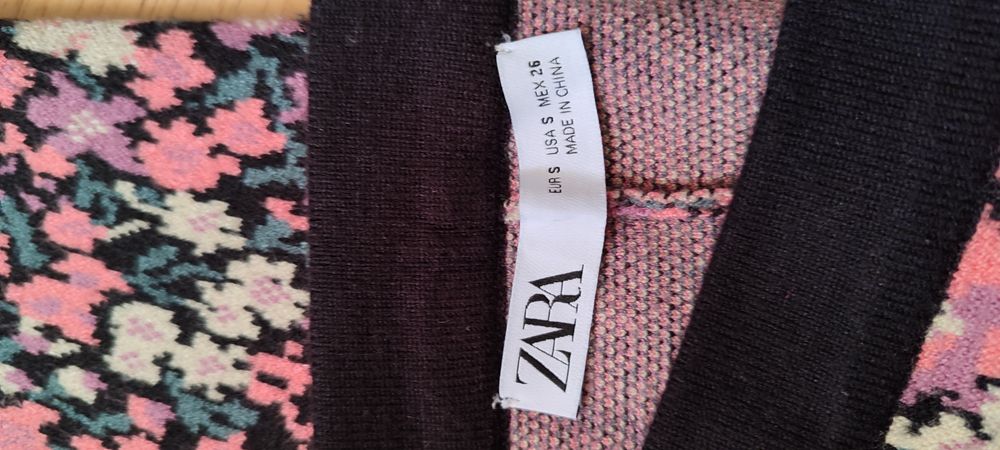 ZARA
EUR S USA S MEX 26
MADE IN CHINA